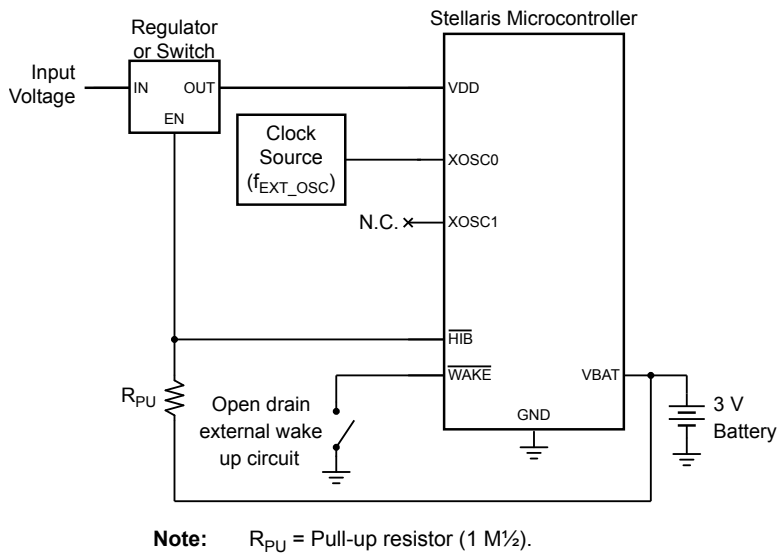 Stellaris Microcontroller
Regulator
or Switch
Input
Voltage
IN OUT
EN
VDD
Clock
Source
(fEXT_OSC)
XOSC0
N.C.
XOSC1
HIB
WAKE
VBAT
RPU
Open drain
external wake
up circuit
GND
3 V
Battery
Note: RPU = Pull-up resistor (1 M½).